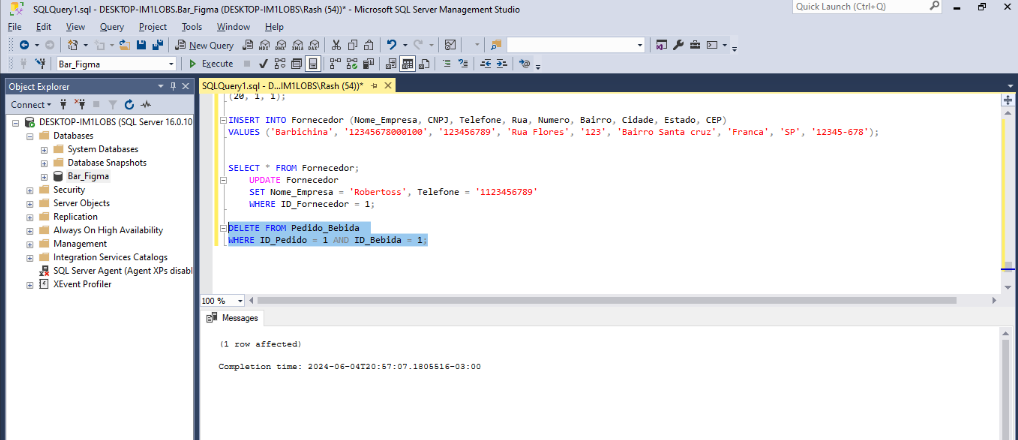 SQLQuery1.sql - DESKTOP-IM1LOBS.Bar_Figma (DESKTOP-IM1LOBS\Rash (54))* - Microsoft SQL Server Management Studio
Quick Launch (Ctrl+Q)
File Edit View Query Project Tools Window Help
New Query
Bar_Figma
Execute
Object Explorer
Connect
DESKTOP-IM1LOBS (SQL Server 16.0.10
Databases
System Databases
Database Snapshots
Bar_Figma
Security
Server Objects
Replication
Always On High Availability
Management
Integration Services Catalogs
SQL Server Agent (Agent XPs disabl
XEvent Profiler
SQLQuery1.sql - D...IM1LOBS\Rash (54))*
(20, 1, 1);
INSERT INTO Fornecedor (Nome_Empresa, CNPJ, Telefone, Rua, Numero, Bairro, Cidade, Estado, CEP)
VALUES ('Barbichina', '12345678000100', '123456789', 'Rua Flores', '123', 'Bairro Santa cruz', 'Franca', 'SP', '12345-678');
SELECT * FROM Fornecedor;
UPDATE Fornecedor
SET Nome_Empresa = 'Robertoss', Telefone = '1123456789'
WHERE ID_Fornecedor = 1;
DELETE FROM Pedido_Bebida
WHERE ID_Pedido = 1 AND ID_Bebida = 1;
100 %
Messages
(1 row affected)
Completion time: 2024-06-04T20:57:07.1805516-03:00